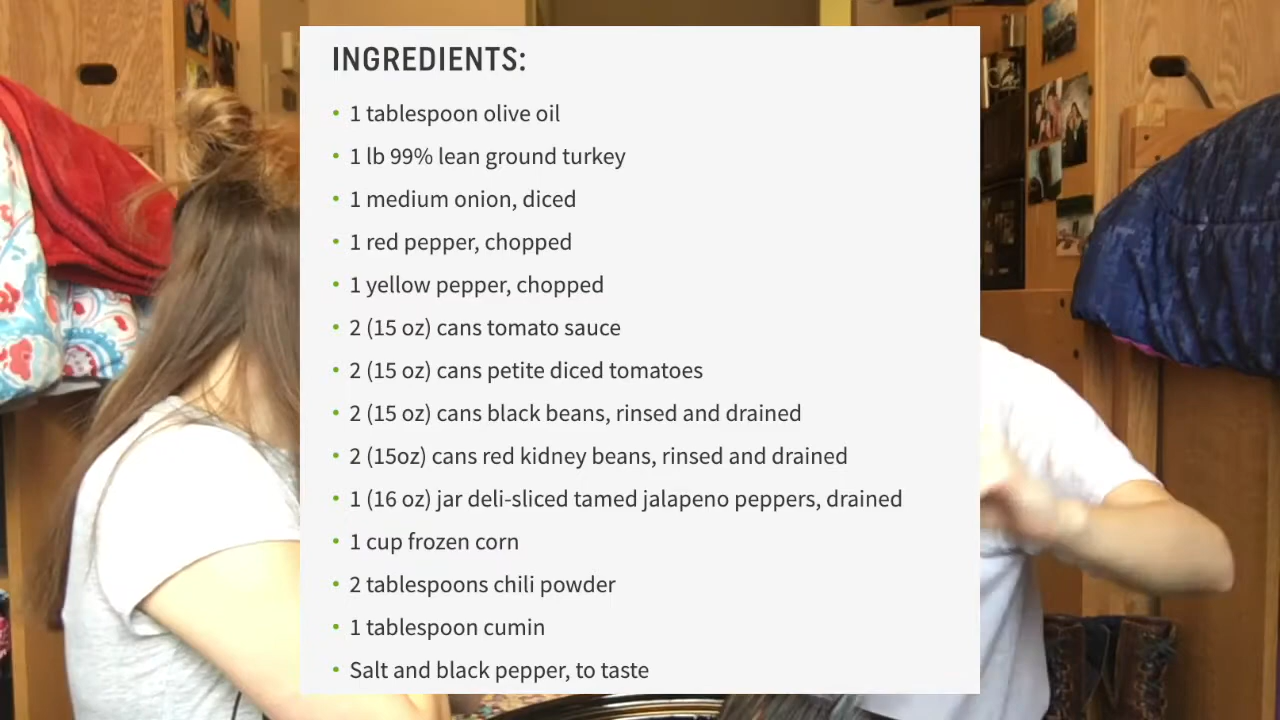 INGREDIENTS:
• 1 tablespoon olive oil
• 1 lb 99% lean ground turkey
• 1 medium onion, diced
• 1 red pepper, chopped
• 1 yellow pepper, chopped
• 2 (15 oz) cans tomato sauce
• 2 (15 oz) cans petite diced tomatoes
• 2 (15 oz) cans black beans, rinsed and drained
• 2 (15oz) cans red kidney beans, rinsed and drained
• 1 (16 oz) jar deli-sliced tamed jalapeno peppers, drained
• 1 cup frozen corn
• 2 tablespoons chili powder
• 1 tablespoon cumin
• Salt and black pepper, to taste